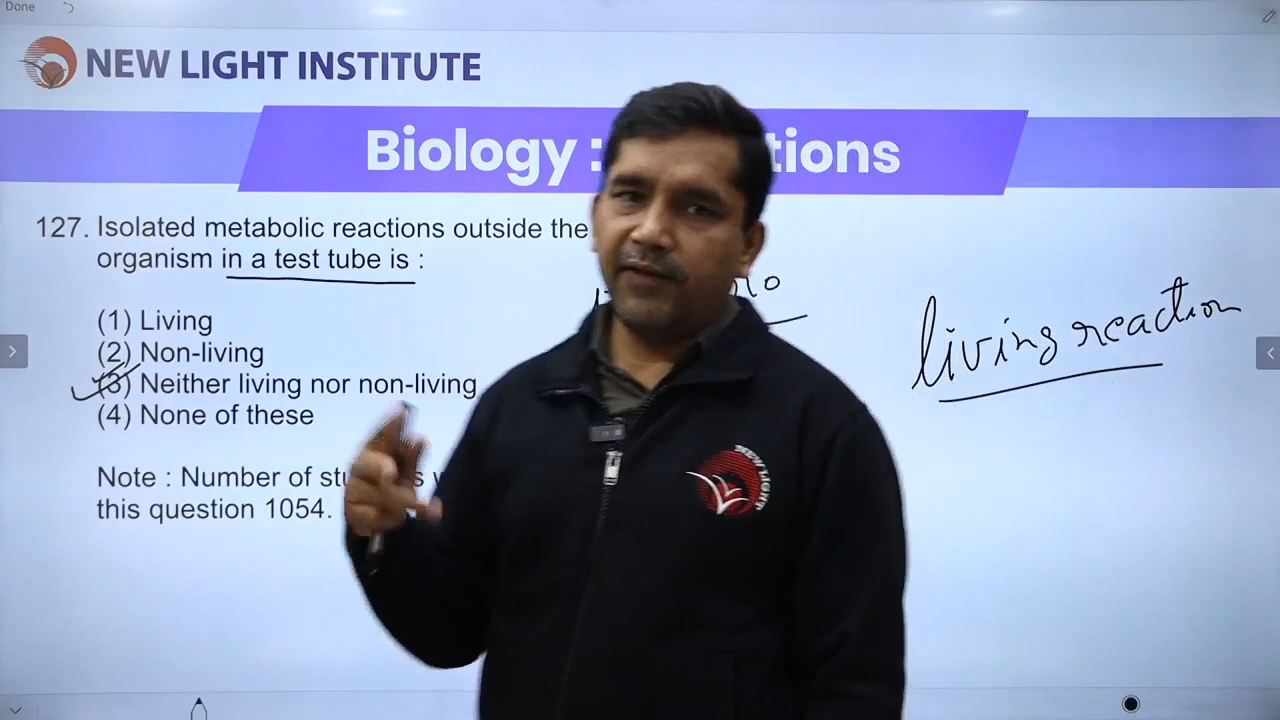 Done
NEW LIGHT INSTITUTE
Biology :
127. Isolated metabolic reactions outside the
organism in a test tube is :
(1) Living
(2) Non-living
(3) Neither living nor non-living
(4) None of these
Note : Number of
this question 1054.
living reaction
NEW LIGHT